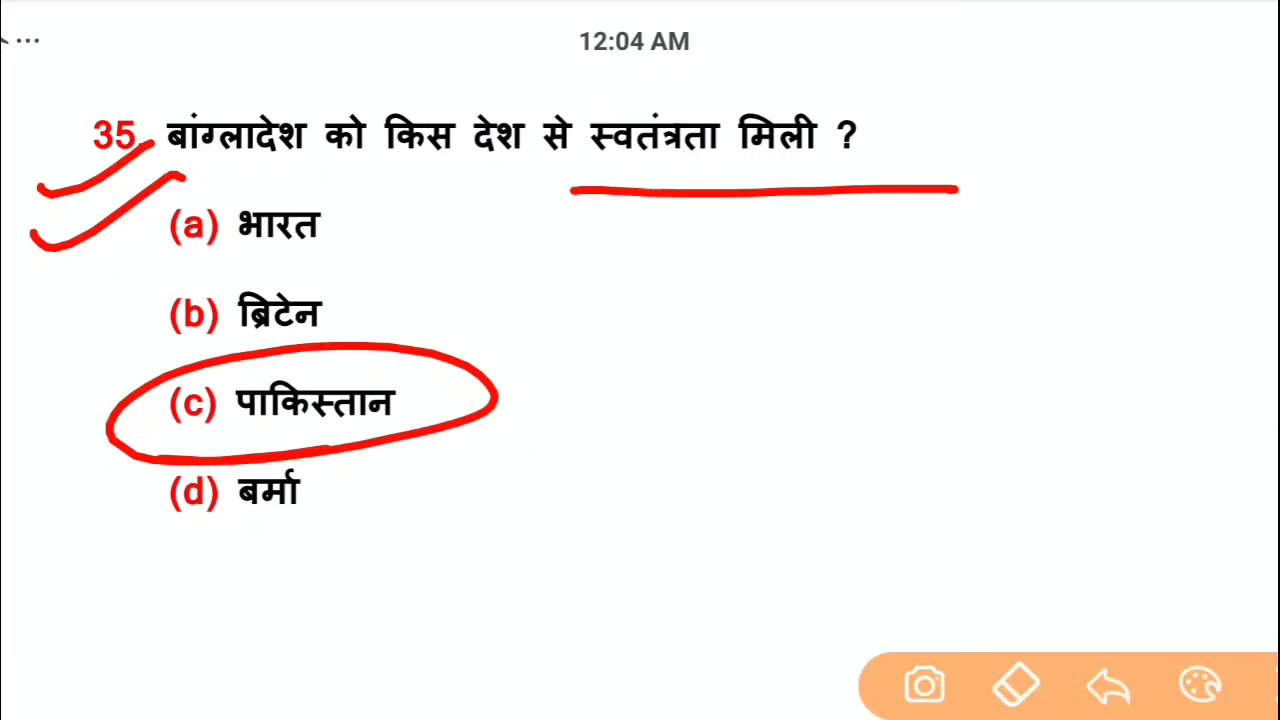 12:04 AM
35. बांग्लादेश को किस देश से स्वतंत्रता मिली ?
(a) भारत
(b) ब्रिटेन
(c) पाकिस्तान
(d) बर्मा